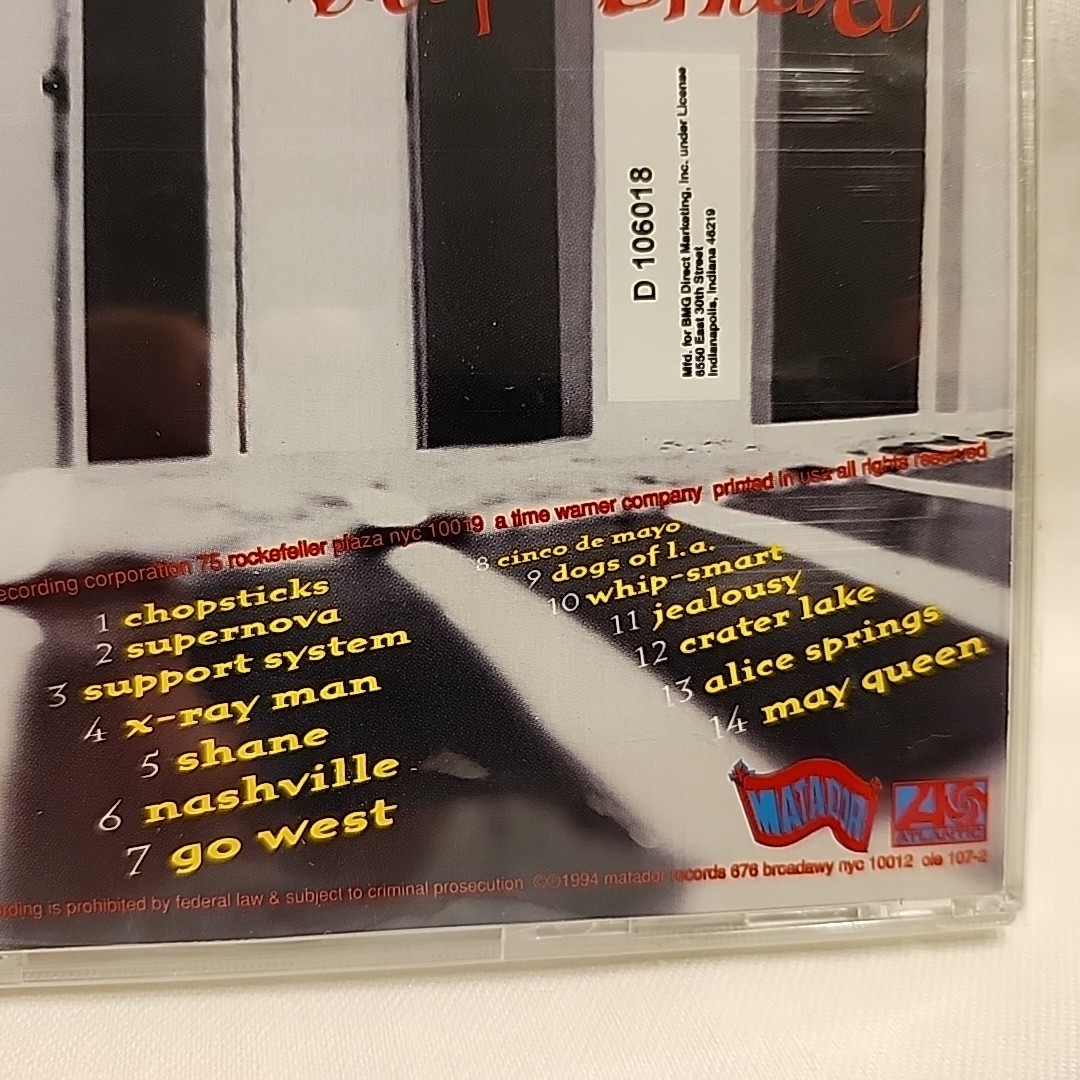 D 106018
Mfd. for BMG Direct Marketing, Inc. under License
6550 East 30th Street
Indianapolis, Indiana 46219
recording corporation 75 rockefeller plaza nyc 10019 a time warner company printed in usa all rights reserved
1 chopsticks
2 supernova
3 support system
4 x-ray man
5 shane
6 nashville
7 go west
8 cinco de mayo
9 dogs of l.a.
10 whip-smart
11 jealousy
12 crater lake
13 alice springs
14 may queen
MATADOR
ATLANTIC
is prohibited by federal law & subject to criminal prosecution ℗©1994 matador records 676 broadawy nyc 10012 ole 107-2